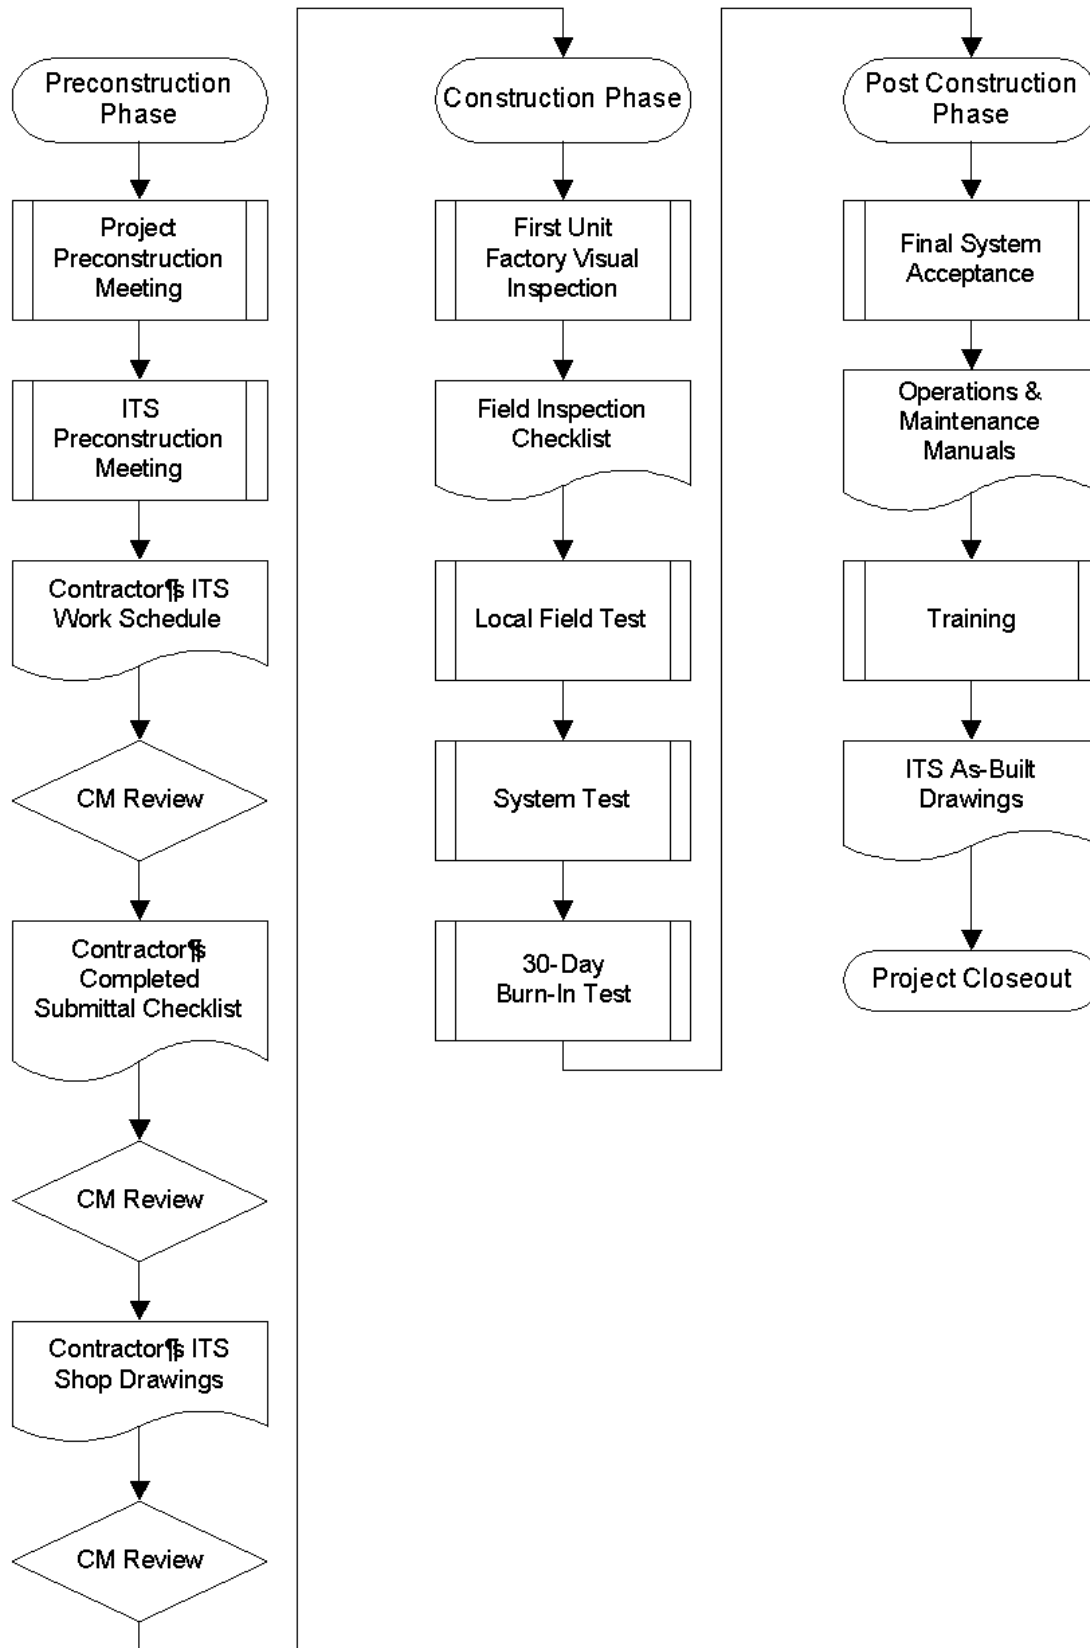 Preconstruction
Phase
Project
Preconstruction
Meeting
ITS
Preconstruction
Meeting
Contractor¶s ITS
Work Schedule
CM Review
Contractor¶s
Completed
Submittal Checklist
CM Review
Contractor¶s ITS
Shop Drawings
CM Review
Construction Phase
First Unit
Factory Visual
Inspection
Field Inspection
Checklist
Local Field Test
System Test
30-Day
Burn-In Test
Post Construction
Phase
Final System
Acceptance
Operations &
Maintenance
Manuals
Training
ITS As-Built
Drawings
Project Closeout